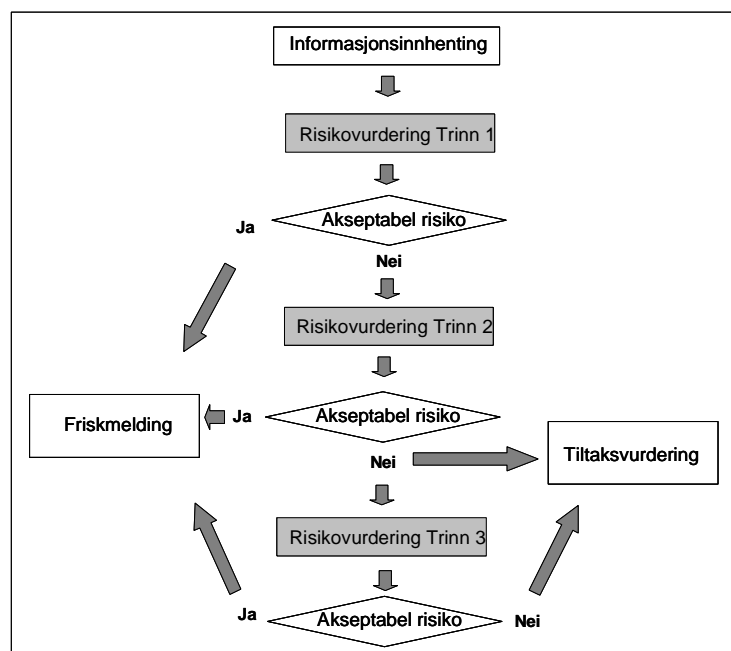 Informasjonsinnhenting
Risikovurdering Trinn 1
Akseptabel risiko
Ja
Nei
Risikovurdering Trinn 2
Friskmelding
Ja
Akseptabel risiko
Nei
Tiltaksvurdering
Risikovurdering Trinn 3
Ja
Akseptabel risiko
Nei